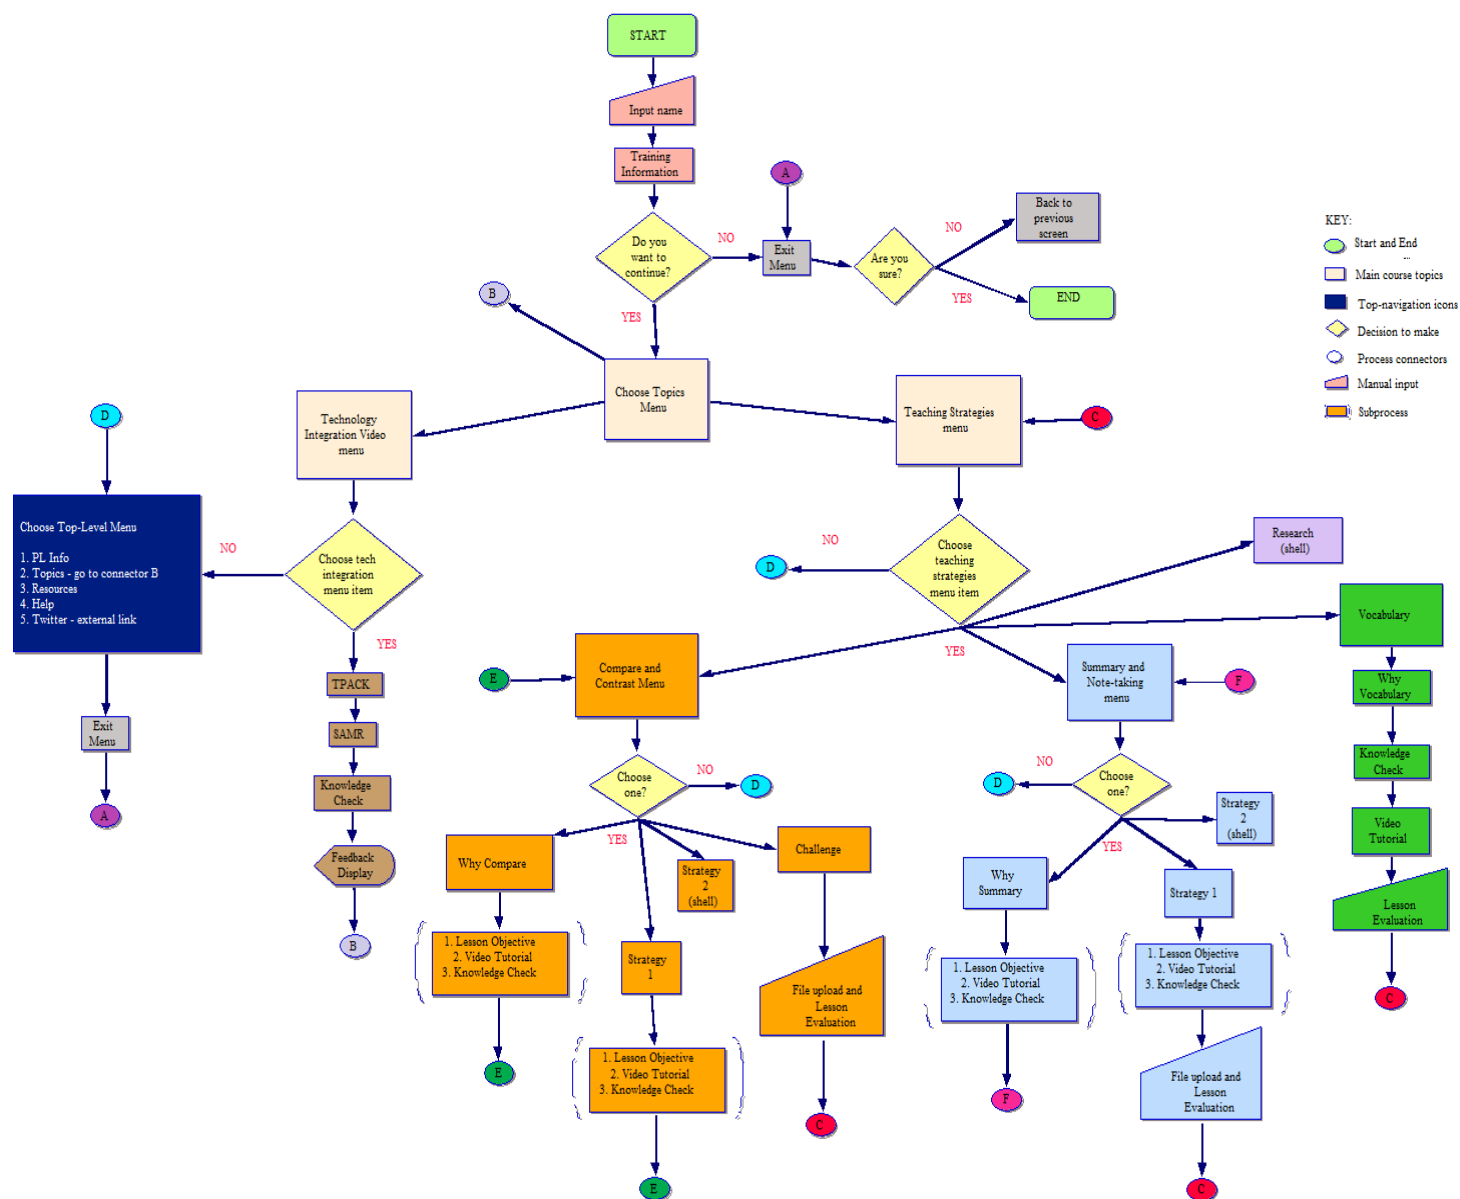 START
Input name
Training
Information
A
Back to
previous
screen
KEY:
Start and End
...
Main course topics
Top-navigation icons
Decision to make
Process connectors
Manual input
Subprocess
Do you
want to
continue?
NO
Exit
Menu
Are you
sure?
NO
YES
END
B
YES
Choose Topics
Menu
Technology
Integration Video
menu
Teaching Strategies
menu
C
D
Choose Top-Level Menu
1. PL Info
2. Topics - go to connector B
3. Resources
4. Help
5. Twitter - external link
NO
Choose tech
integration
menu item
YES
D
NO
Choose
teaching
strategies
menu item
YES
Research
(shell)
Vocabulary
Exit
Menu
A
TPACK
SAMR
Knowledge
Check
Feedback
Display
B
E
Compare and
Contrast Menu
Choose
one?
NO
D
YES
Why Compare
1. Lesson Objective
2. Video Tutorial
3. Knowledge Check
E
Strategy
1
1. Lesson Objective
2. Video Tutorial
3. Knowledge Check
E
Strategy
2
(shell)
Challenge
File upload and
Lesson
Evaluation
C
Summary and
Note-taking
menu
F
NO
D
Choose
one?
YES
Strategy
2
(shell)
Why
Summary
1. Lesson Objective
2. Video Tutorial
3. Knowledge Check
F
Strategy 1
1. Lesson Objective
2. Video Tutorial
3. Knowledge Check
File upload and
Lesson
Evaluation
C
Why
Vocabulary
Knowledge
Check
Video
Tutorial
Lesson
Evaluation
C